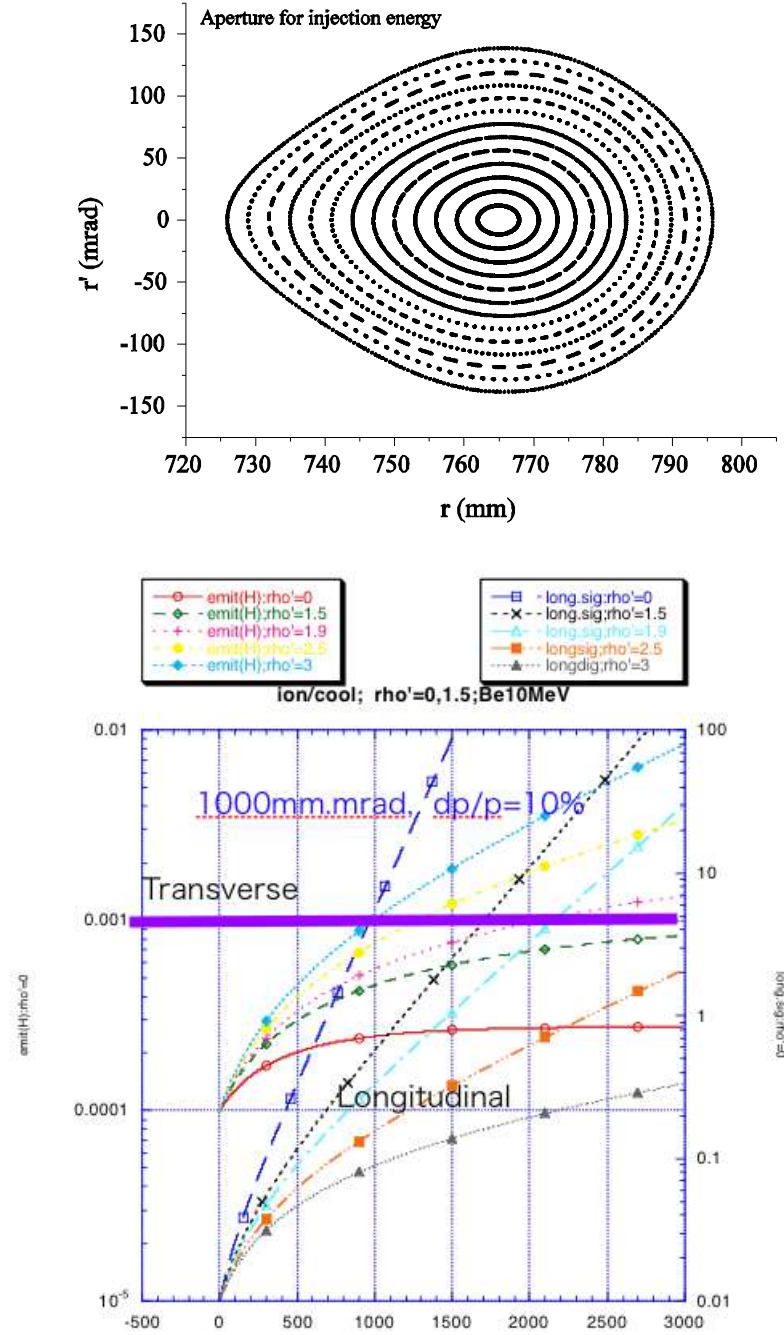 Aperture for injection energy
150
100
50
0
-50
-100
-150
r' (mrad)
720 730 740 750 760 770 780 790 800
r (mm)
emit(H):rho'=0
emit(H);rho'=1.5
emit(H);rho'=1.9
emit(H);rho'=2.5
emit(H);rho'=3
long.sig:rho'=0
long.sig;rho'=1.5
long.sig;rho'=1.9
longsig;rho'=2.5
longdig;rho'=3
ion/cool; rho'=0,1.5;Be10MeV
0.01
0.001
0.0001
10⁻⁵
100
10
1
0.1
0.01
1000mm.mrad, dp/p=10%
Transverse
Longitudinal
emit(H):rho'=0
long.sig:rho'=0
-500 0 500 1000 1500 2000 2500 3000